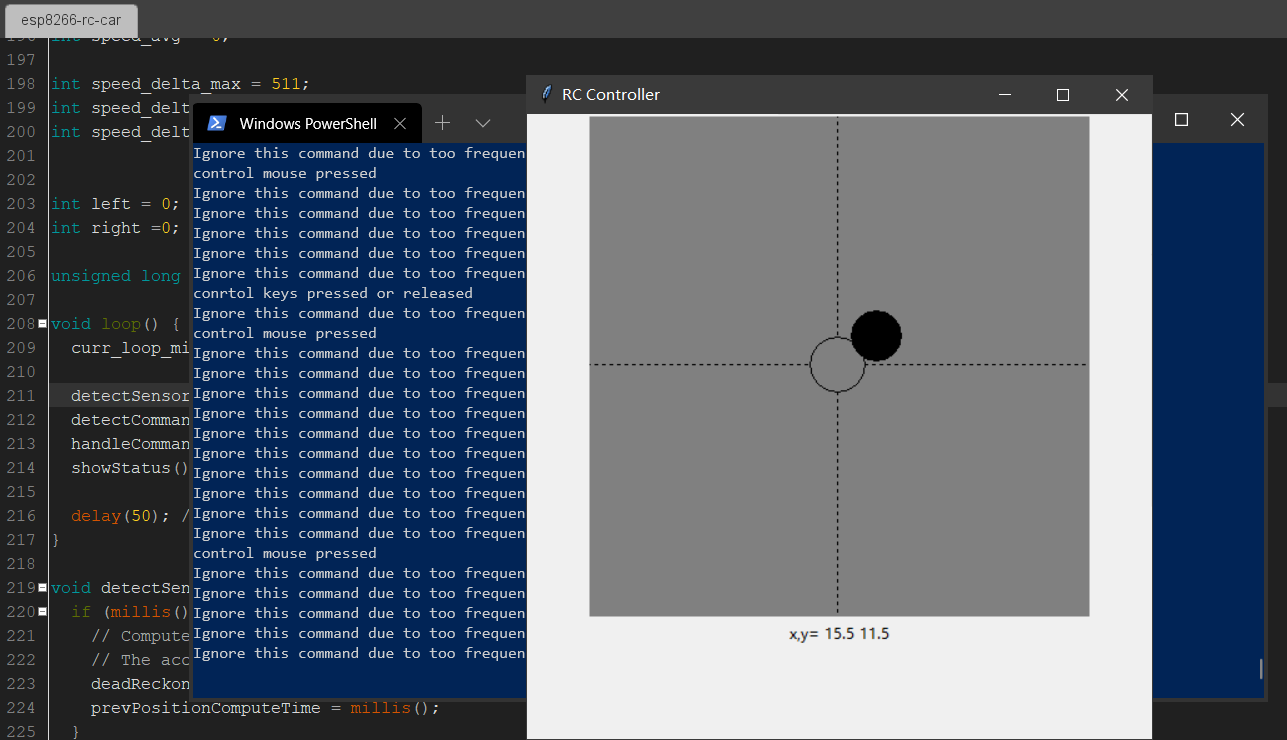 esp8266-rc-car
197
198 int speed_delta_max = 511;
199 int speed_delt
200 int speed_delt
201
202
203 int left = 0;
204 int right =0;
205
206 unsigned long
207
208 void loop() {
209 curr_loop_mi
210
211 detectSensor
212 detectComman
213 handleComman
214 showStatus()
215
216 delay(50); /
217 }
218
219 void detectSen
220 if (millis()
221 // Compute
222 // The acc
223 deadReckon
224 prevPositionComputeTime = millis();
225 }
Windows PowerShell
Ignore this command due to too frequen
control mouse pressed
Ignore this command due to too frequen
Ignore this command due to too frequen
Ignore this command due to too frequen
Ignore this command due to too frequen
Ignore this command due to too frequen
conrtol keys pressed or released
Ignore this command due to too frequen
control mouse pressed
Ignore this command due to too frequen
Ignore this command due to too frequen
Ignore this command due to too frequen
Ignore this command due to too frequen
Ignore this command due to too frequen
Ignore this command due to too frequen
Ignore this command due to too frequen
Ignore this command due to too frequen
Ignore this command due to too frequen
Ignore this command due to too frequen
control mouse pressed
Ignore this command due to too frequen
Ignore this command due to too frequen
Ignore this command due to too frequen
Ignore this command due to too frequen
Ignore this command due to too frequen
RC Controller
x,y= 15.5 11.5